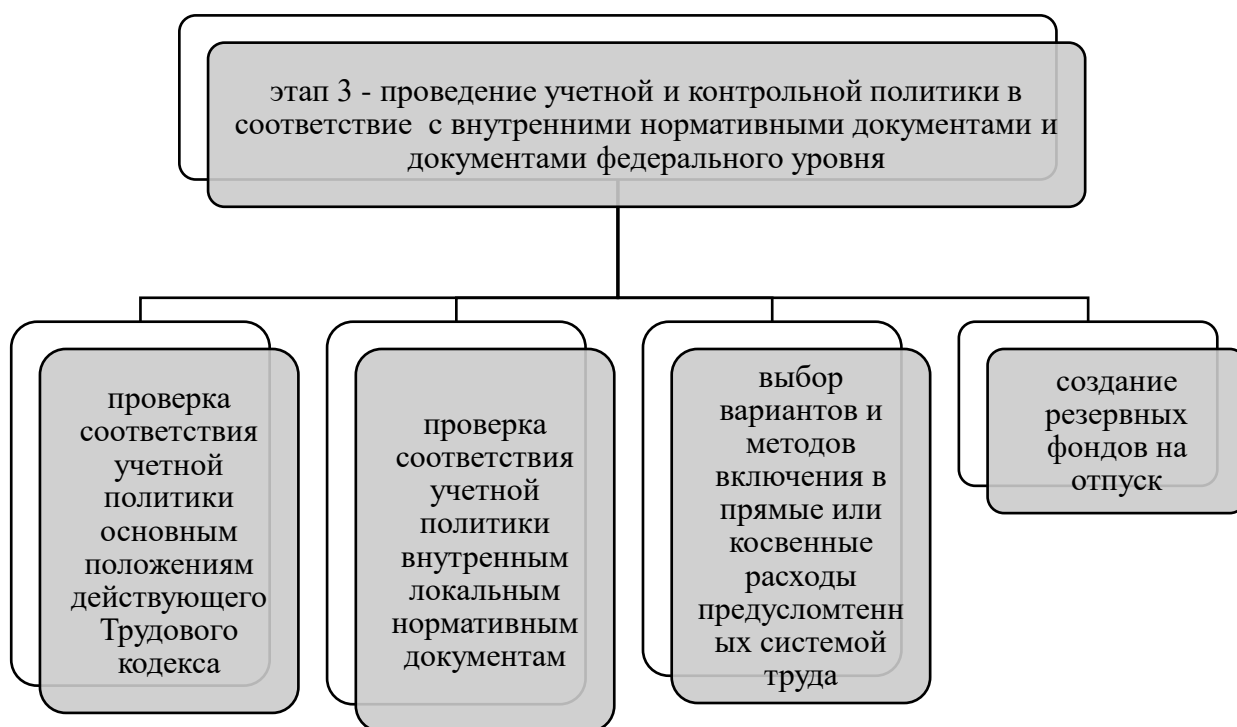 этап 3 - проведение учетной и контрольной политики в
соответствие с внутренними нормативными документами и
документами федерального уровня
проверка
соответствия
учетной
политики
основным
положениям
действующего
Трудового
кодекса
проверка
соответствия
учетной
политики
внутренным
локальным
нормативным
документам
выбор
вариантов и
методов
включения в
прямые или
косвенные
расходы
предусломтенн
ых системой
труда
создание
резервных
фондов на
отпуск